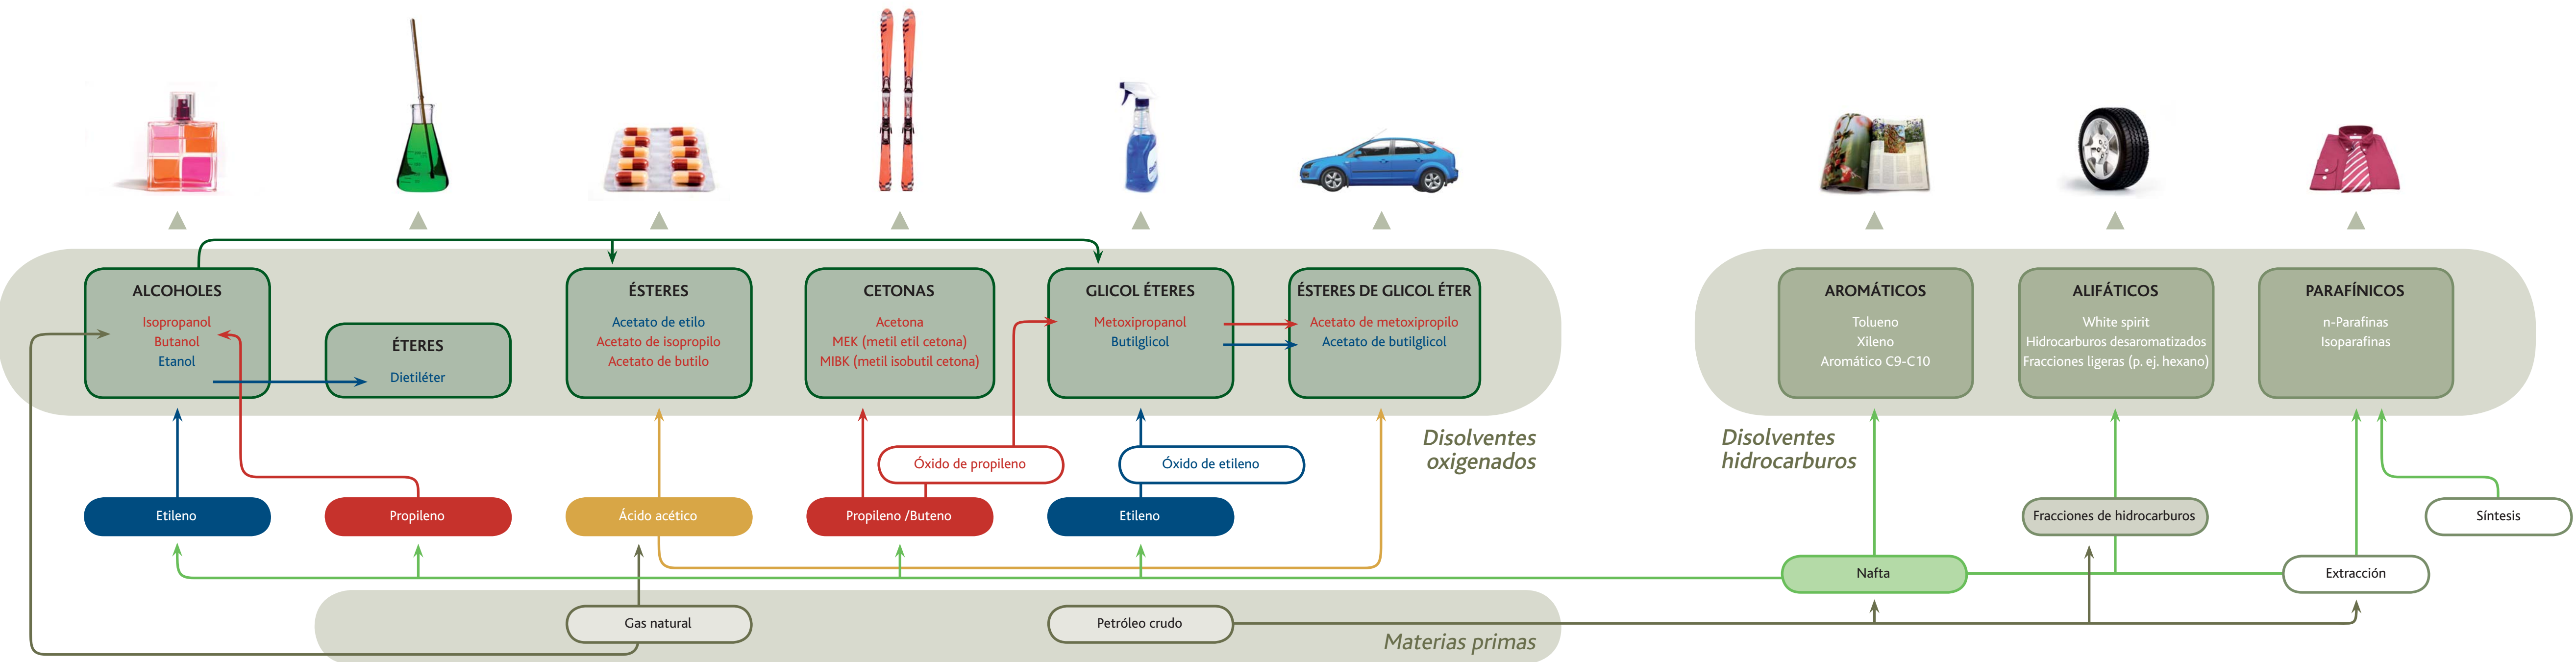 ALCOHOLES
Isopropanol
Butanol
Etanol
ÉTERES
Dietiléter
ÉSTERES
Acetato de etilo
Acetato de isopropilo
Acetato de butilo
CETONAS
Acetona
MEK (metil etil cetona)
MIBK (metil isobutil cetona)
GLICOL ÉTERES
Metoxipropanol
Butilglicol
ÉSTERES DE GLICOL ÉTER
Acetato de metoxipropilo
Acetato de butilglicol
AROMÁTICOS
Tolueno
Xileno
Aromático C9-C10
ALIFÁTICOS
White spirit
Hidrocarburos desaromatizados
Fracciones ligeras (p. ej. hexano)
PARAFÍNICOS
n-Parafinas
Isoparafinas
Disolventes
oxigenados
Disolventes
hidrocarburos
Óxido de propileno
Óxido de etileno
Etileno
Propileno
Ácido acético
Propileno /Buteno
Etileno
Fracciones de hidrocarburos
Síntesis
Nafta
Extracción
Gas natural
Petróleo crudo
Materias primas